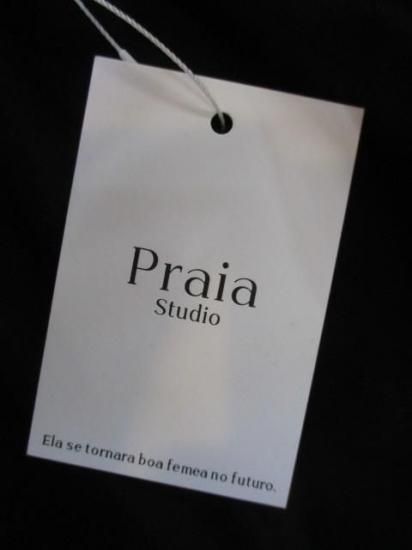 Praia
Studio
Ela se tornara boa femea no futuro.